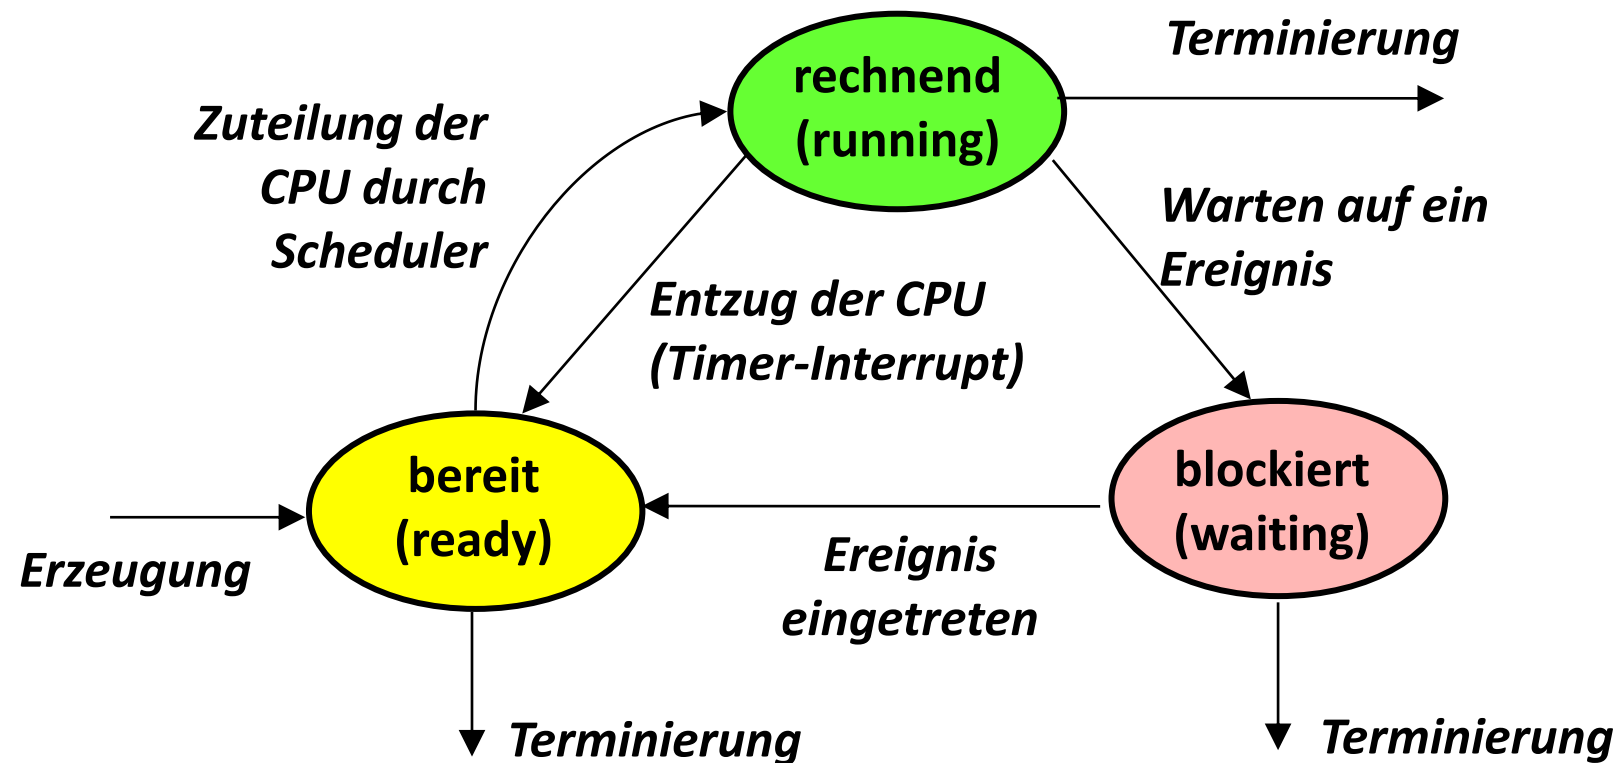 Terminierung
rechnend
(running)
Zuteilung der
CPU durch
Scheduler
Warten auf ein
Ereignis
Entzug der CPU
(Timer-Interrupt)
bereit
(ready)
blockiert
(waiting)
Erzeugung
Ereignis
eingetreten
Terminierung
Terminierung